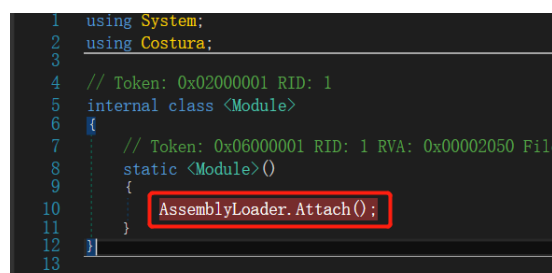 1 using System;
2 using Costura;
3
4 // Token: 0x02000001 RID: 1
5 internal class <Module>
6 {
7 // Token: 0x06000001 RID: 1 RVA: 0x00002050 Fil
8 static <Module>()
9 {
10 AssemblyLoader.Attach();
11 }
12 }
13